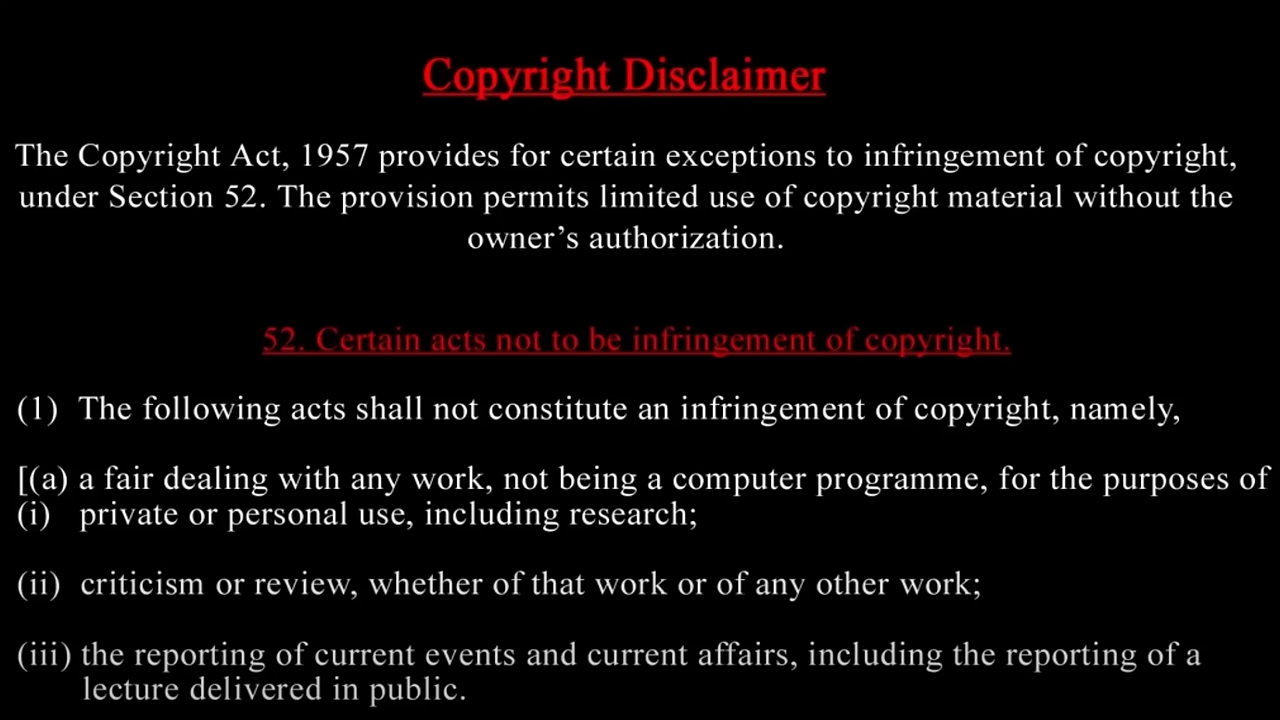 Copyright Disclaimer
The Copyright Act, 1957 provides for certain exceptions to infringement of copyright,
under Section 52. The provision permits limited use of copyright material without the
owner’s authorization.
52. Certain acts not to be infringement of copyright.
(1) The following acts shall not constitute an infringement of copyright, namely,
[(a) a fair dealing with any work, not being a computer programme, for the purposes of
(i) private or personal use, including research;
(ii) criticism or review, whether of that work or of any other work;
(iii) the reporting of current events and current affairs, including the reporting of a
lecture delivered in public.